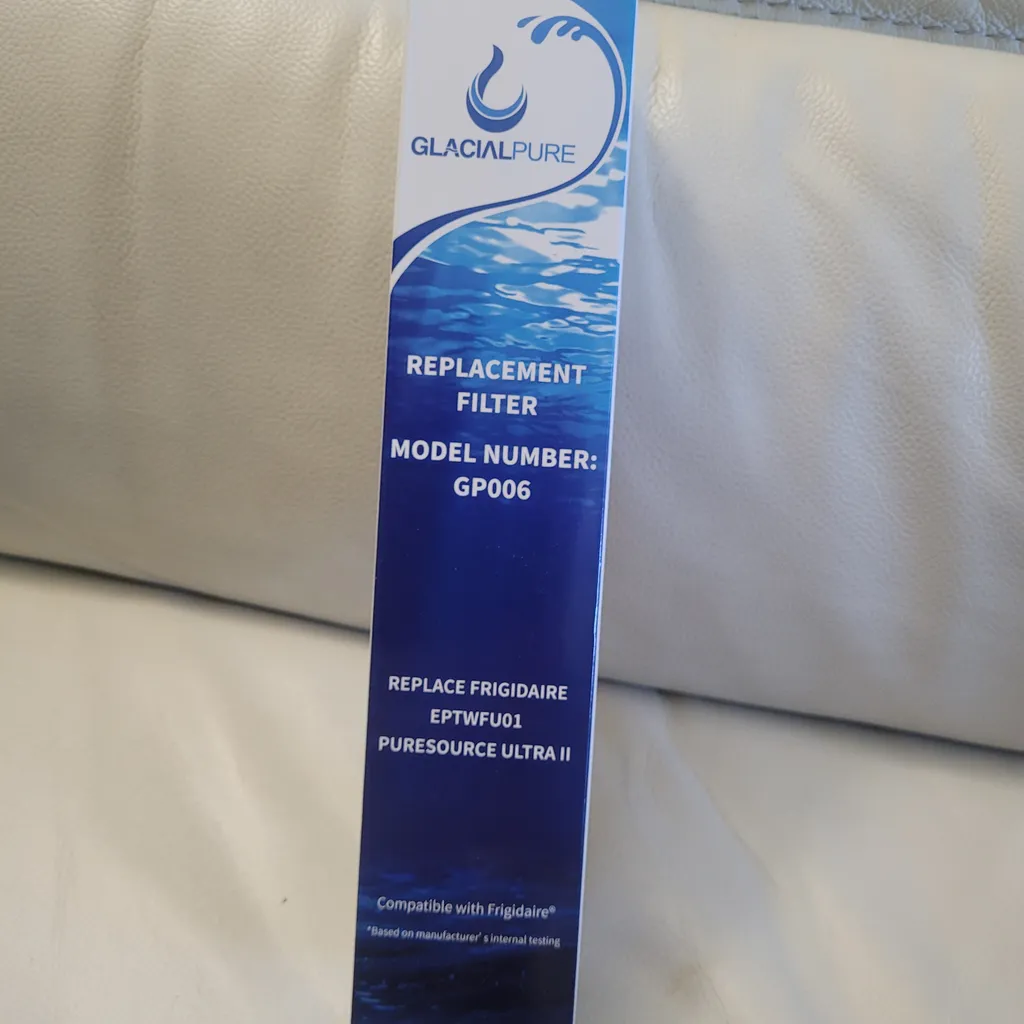 GLACIALPURE
REPLACEMENT
FILTER
MODEL NUMBER:
GP006
REPLACE FRIGIDAIRE
EPTWFU01
PURESOURCE ULTRA II
Compatible with Frigidaire®
*Based on manufacturer's internal testing